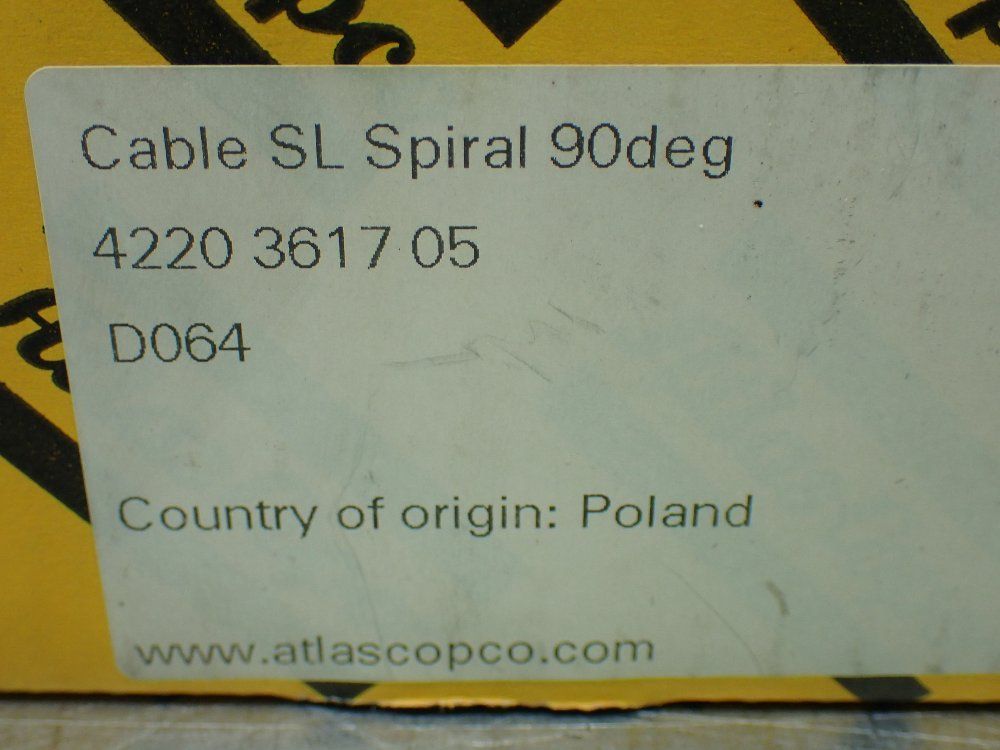 Cable SL Spiral 90deg
4220 3617 05
D064
Country of origin: Poland
www.atlascopco.com